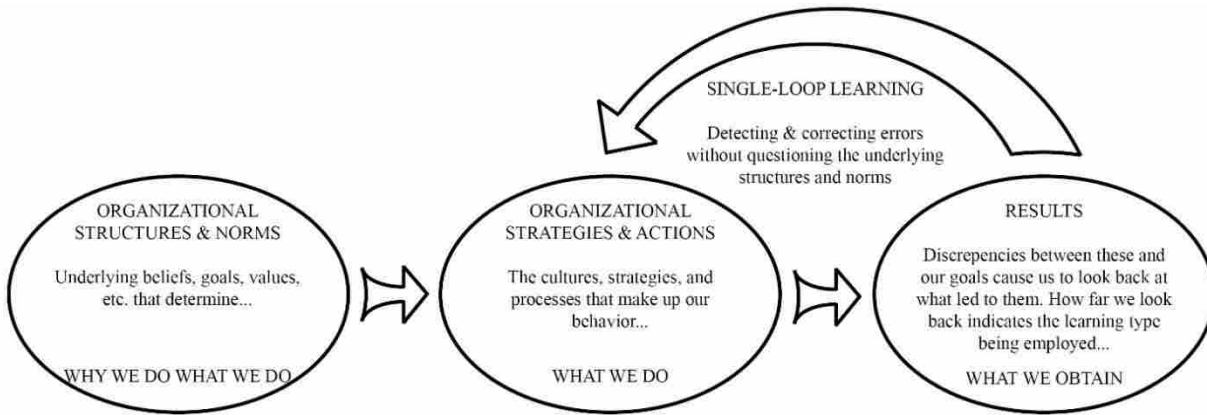 SINGLE-LOOP LEARNING
Detecting & correcting errors
without questioning the underlying
structures and norms
ORGANIZATIONAL
STRUCTURES & NORMS
Underlying beliefs, goals, values,
etc. that determine...
WHY WE DO WHAT WE DO
ORGANIZATIONAL
STRATEGIES & ACTIONS
The cultures, strategies, and
processes that make up our
behavior...
WHAT WE DO
RESULTS
Discrepencies between these and
our goals cause us to look back at
what led to them. How far we look
back indicates the learning type
being employed...
WHAT WE OBTAIN